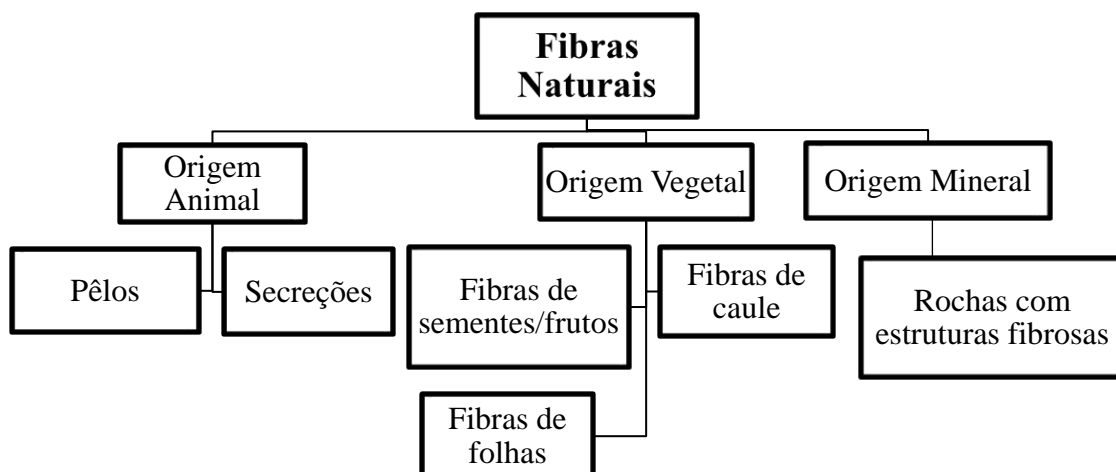 Fibras
Naturais
Origem
Animal
Origem Vegetal
Origem Mineral
Pêlos
Secreções
Fibras de
sementes/frutos
Fibras de
caule
Rochas com
estruturas fibrosas
Fibras de
folhas